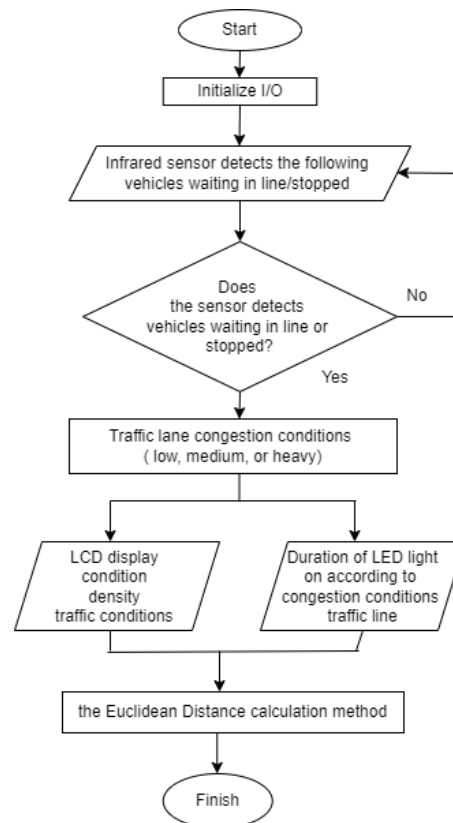 Start
Initialize I/O
Infrared sensor detects the following
vehicles waiting in line/stopped
Does
the sensor detects
vehicles waiting in line or
stopped?
No
Yes
Traffic lane congestion conditions
( low, medium, or heavy)
LCD display
condition
density
traffic conditions
Duration of LED light
on according to
congestion conditions
traffic line
the Euclidean Distance calculation method
Finish